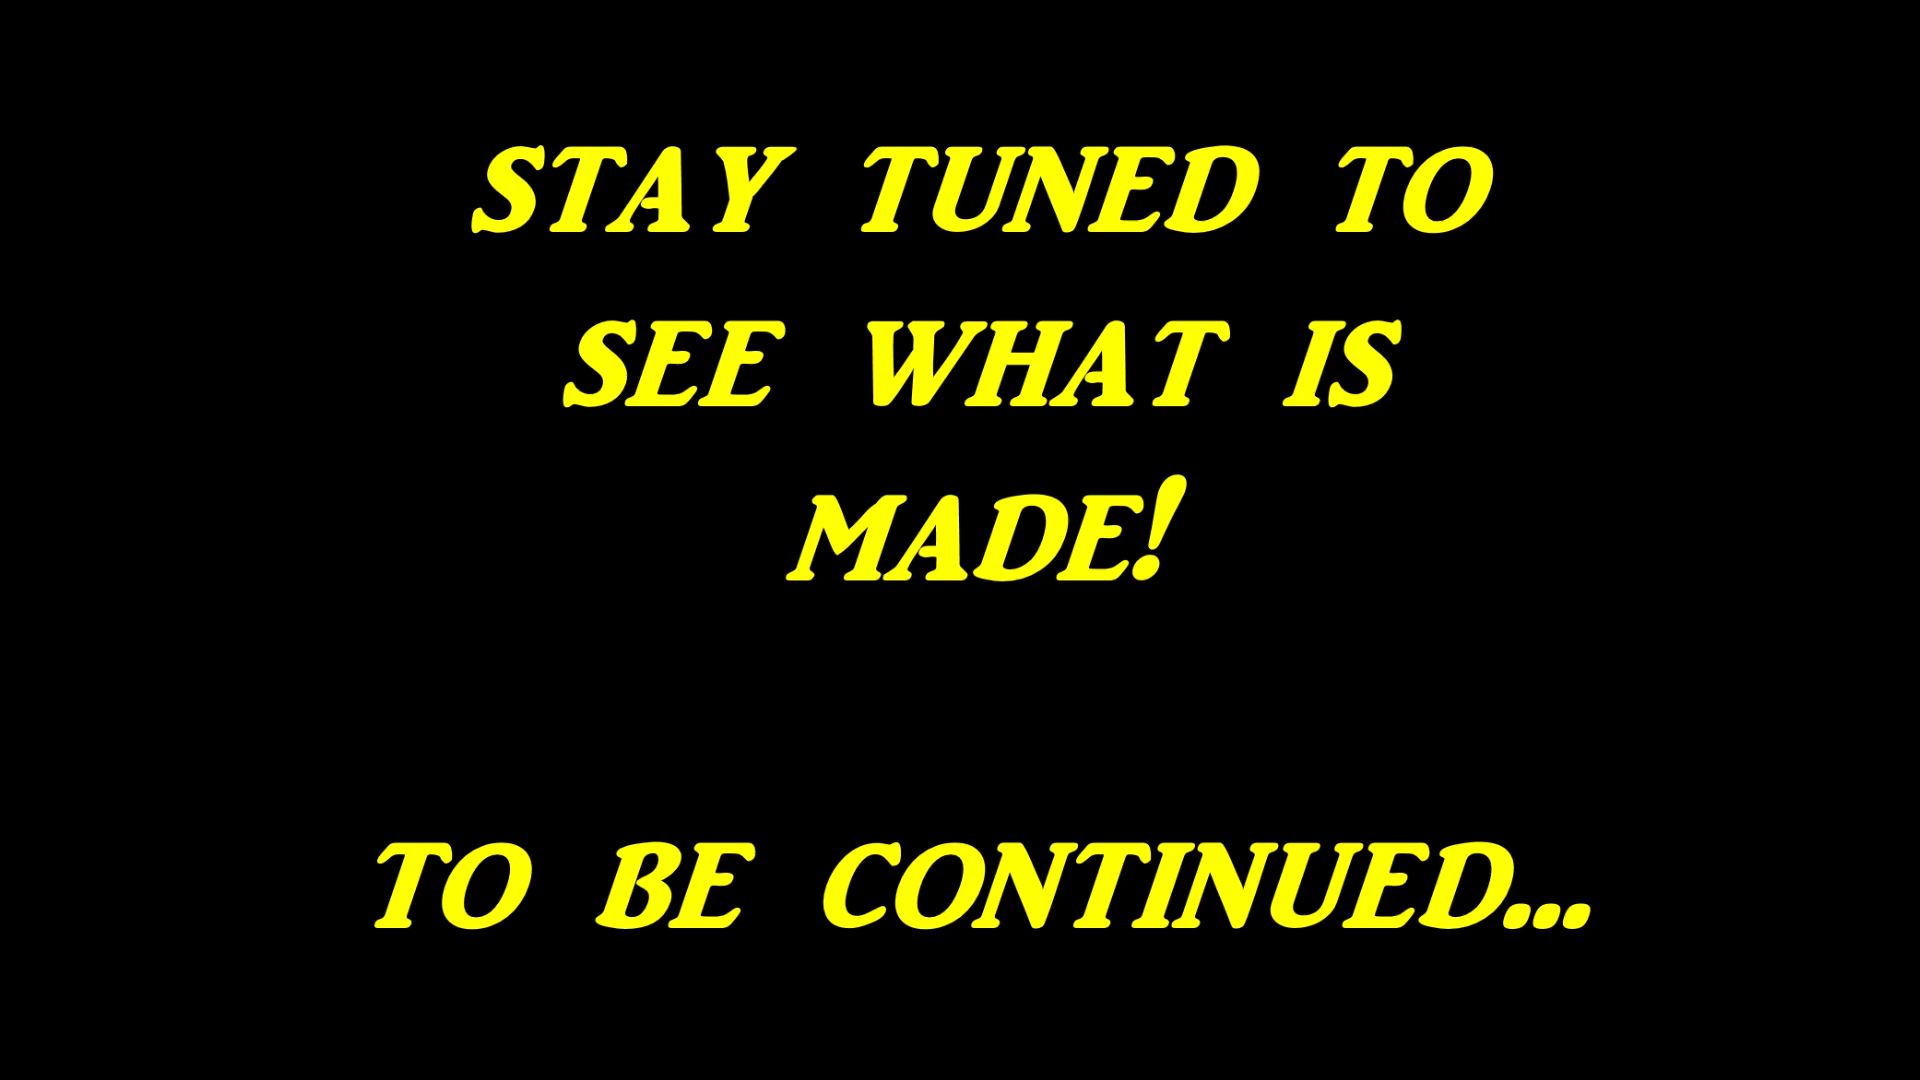 STAY TUNED TO
SEE WHAT IS
MADE!
TO BE CONTINUED...